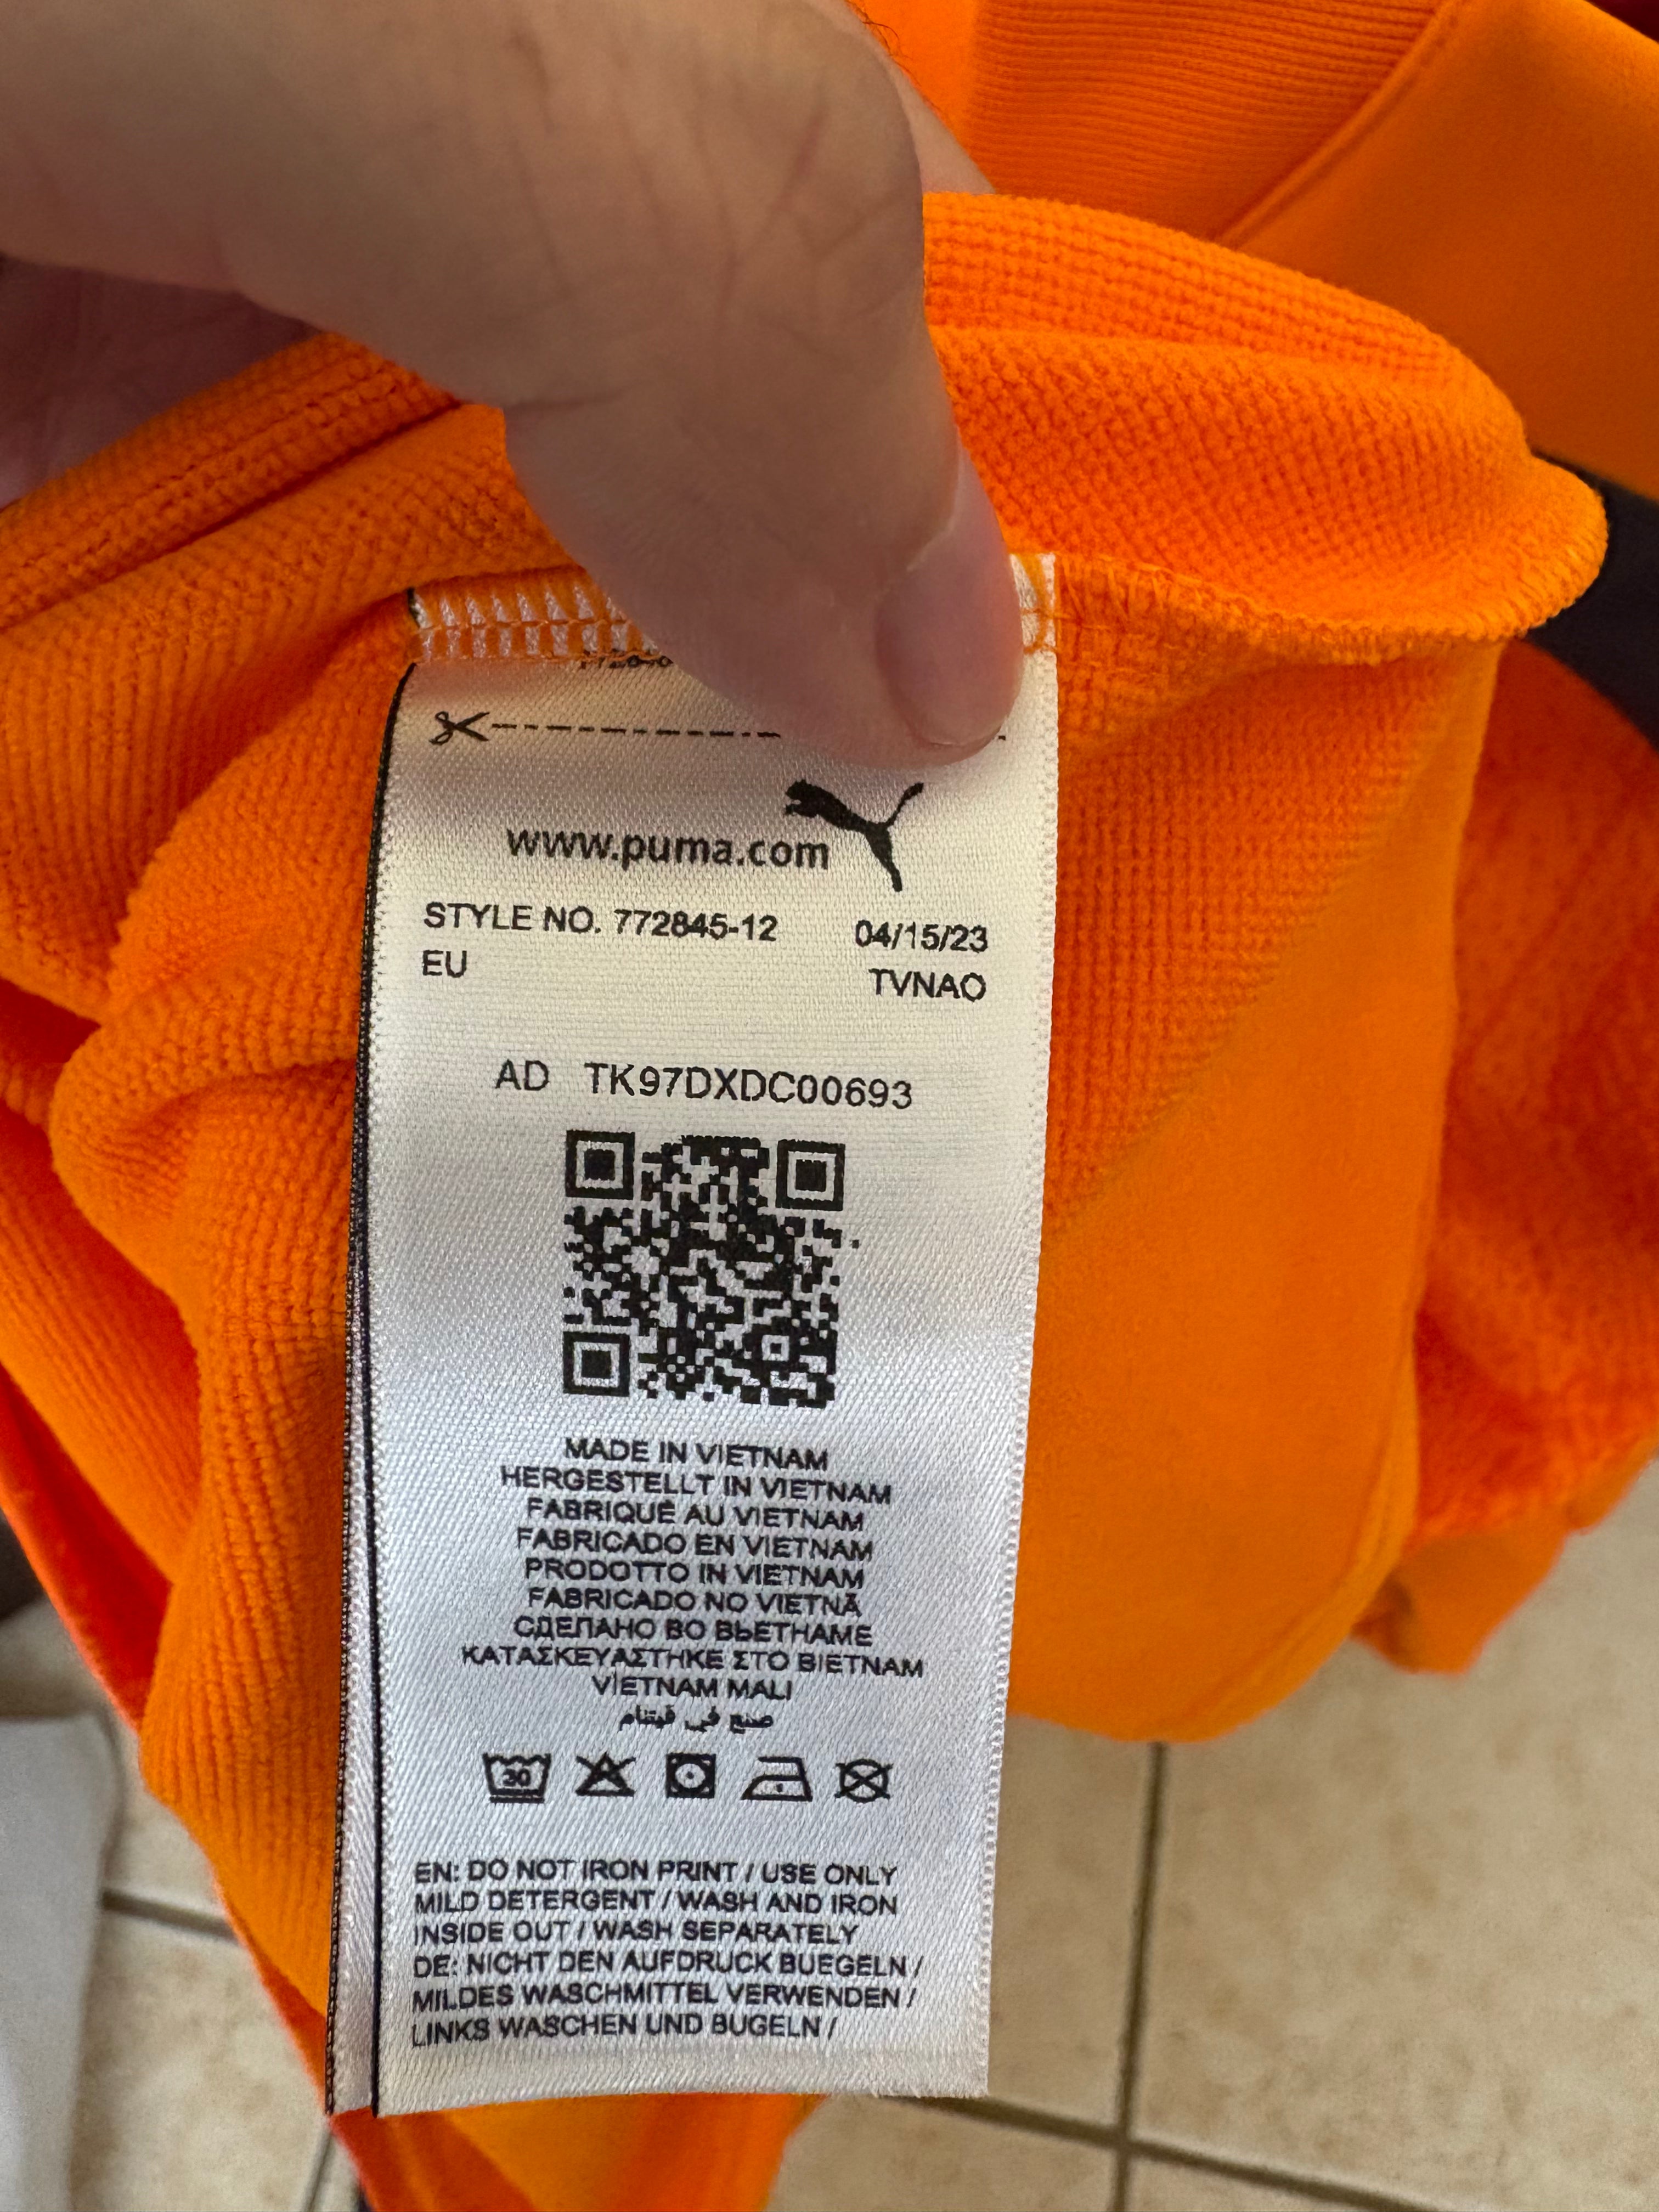 www.puma.com
STYLE NO. 772845-12 04/15/23
EU TVNAO
AD TK97DXDC00693
MADE IN VIETNAM
HERGESTELLT IN VIETNAM
FABRIQUÉ AU VIETNAM
FABRICADO EN VIETNAM
PRODOTTO IN VIETNAM
FABRICADO NO VIETNÃ
СДЕЛАНО ВО ВЬЕТНАМЕ
ΚΑΤΑΣΚΕΥΑΣΤΗΚΕ ΣΤΟ ΒΙΕΤΝΑΜ
VIETNAM MALI
صنع في فيتنام
30
EN: DO NOT IRON PRINT / USE ONLY
MILD DETERGENT / WASH AND IRON
INSIDE OUT / WASH SEPARATELY
DE: NICHT DEN AUFDRUCK BUEGELN /
MILDES WASCHMITTEL VERWENDEN /
LINKS WASCHEN UND BUGELN /